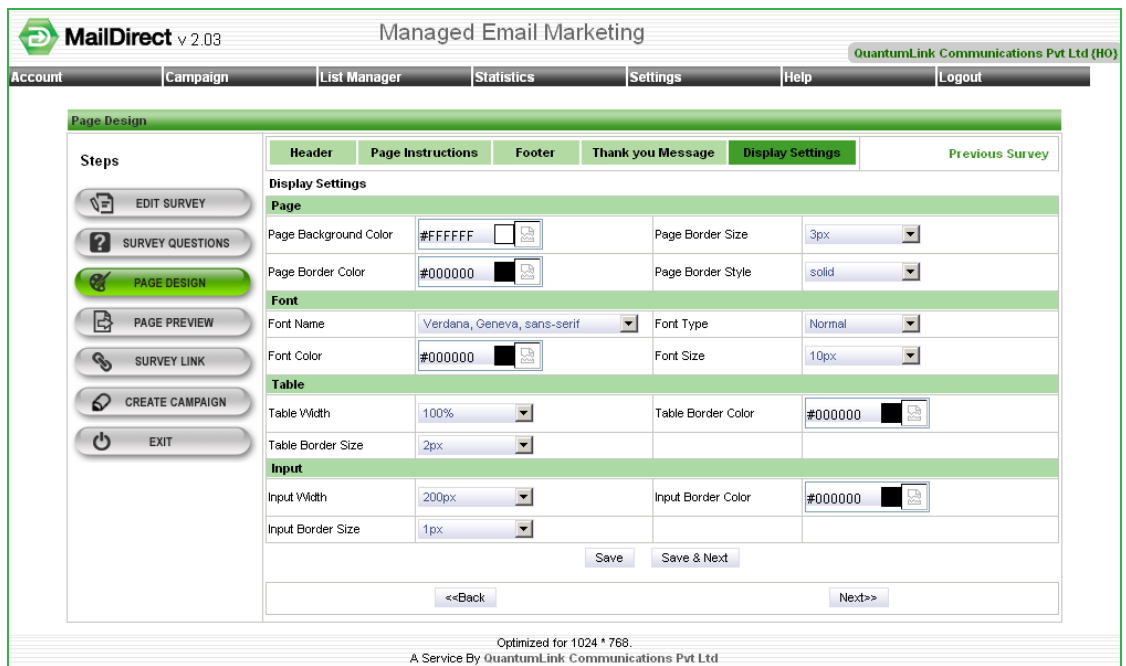 MailDirect v 2.03
Managed Email Marketing
QuantumLink Communications Pvt Ltd {HO}
Account Campaign List Manager Statistics Settings Help Logout
Page Design
Steps
EDIT SURVEY
SURVEY QUESTIONS
PAGE DESIGN
PAGE PREVIEW
SURVEY LINK
CREATE CAMPAIGN
EXIT
Header Page Instructions Footer Thank you Message Display Settings Previous Survey
Display Settings
Page
Page Background Color #FFFFFF Page Border Size 3px
Page Border Color #000000 Page Border Style solid
Font
Font Name Verdana, Geneva, sans-serif Font Type Normal
Font Color #000000 Font Size 10px
Table
Table Width 100% Table Border Color #000000
Table Border Size 2px
Input
Input Width 200px Input Border Color #000000
Input Border Size 1px
Save Save & Next
<<Back Next>>
Optimized for 1024 * 768.
A Service By QuantumLink Communications Pvt Ltd